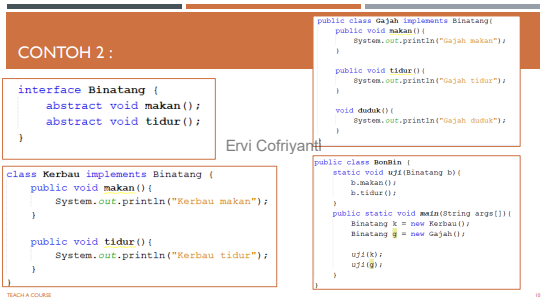 CONTOH 2 :
interface Binatang {
abstract void makan();
abstract void tidur();
}
class Kerbau implements Binatang {
public void makan(){
System.out.println("Kerbau makan");
}
public void tidur(){
System.out.println("Kerbau tidur");
}
}
Ervi Cofriyanti
public class Gajah implements Binatang{
public void makan(){
System.out.println("Gajah makan");
}
public void tidur(){
System.out.println("Gajah tidur");
}
void duduk(){
System.out.println("Gajah duduk");
}
public class BonBin {
static void uji(Binatang b){
b.makan();
b.tidur();
}
public static void main(String args[]){
Binatang k = new Kerbau();
Binatang g = new Gajah();
uji(k);
uji(g);
}
}
TEACH A COURSE
10